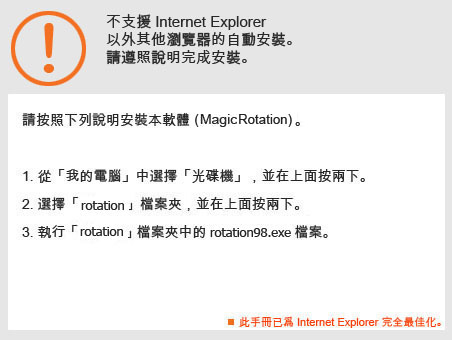 不支援 Internet Explorer
以外其他瀏覽器的自動安裝。
請遵照說明完成安裝。
請按照下列說明安裝本軟體 (MagicRotation)。
1. 從「我的電腦」中選擇「光碟機」，並在上面按兩下。
2. 選擇「rotation」檔案夾，並在上面按兩下。
3. 執行「rotation」檔案夾中的 rotation98.exe 檔案。
■ 此手冊已爲 Internet Explorer 完全最佳化。